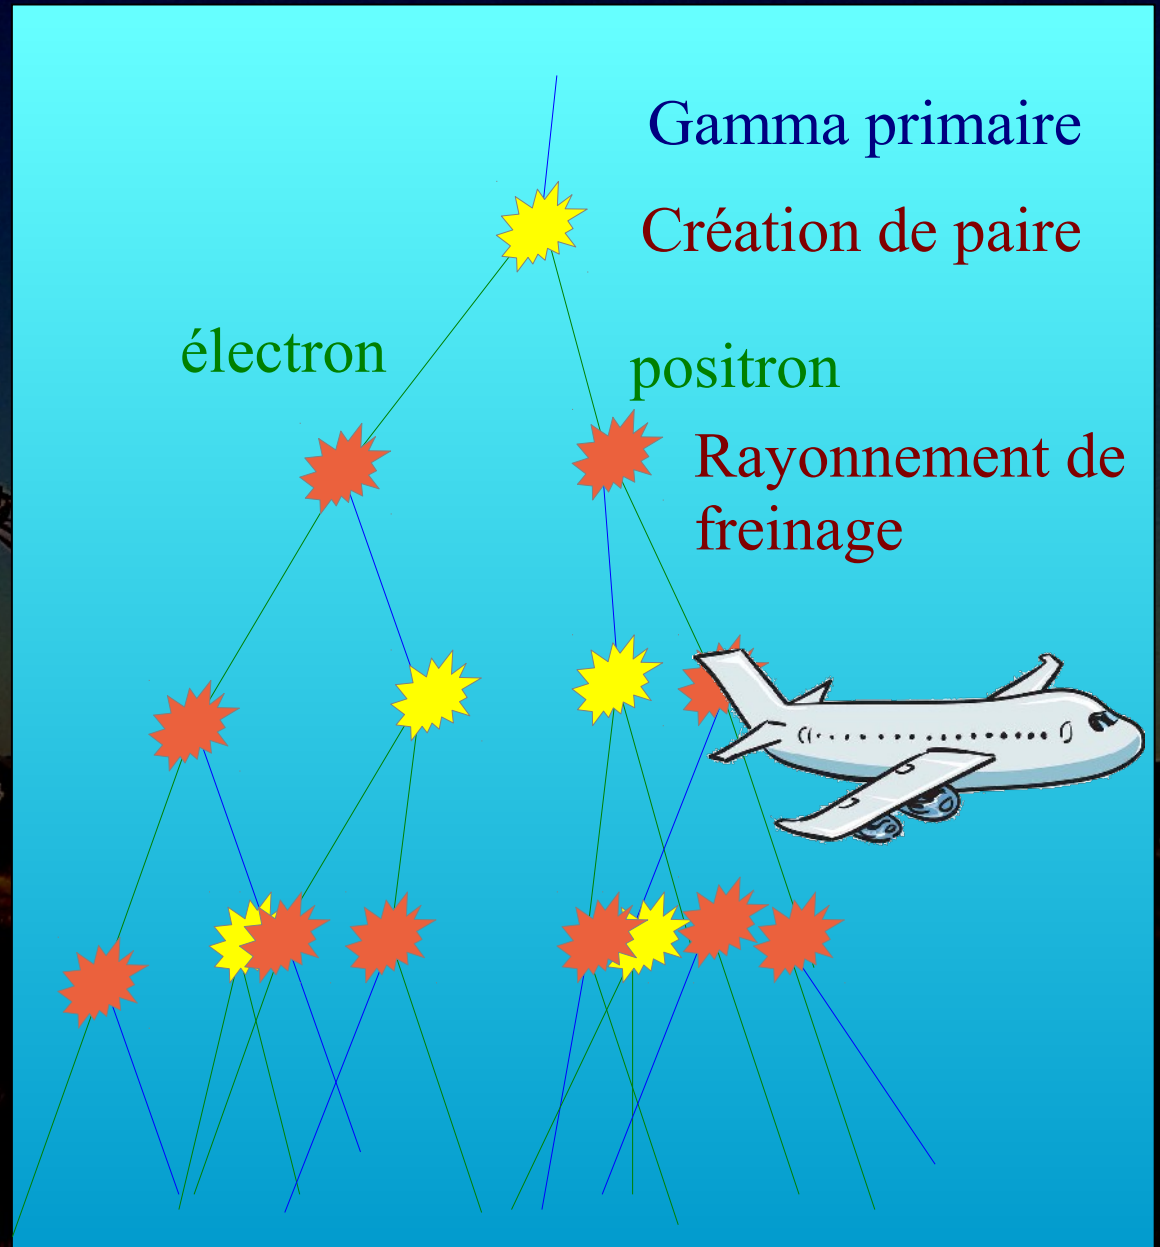 Gamma primaire
Création de paire
électron
positron
Rayonnement de
freinage